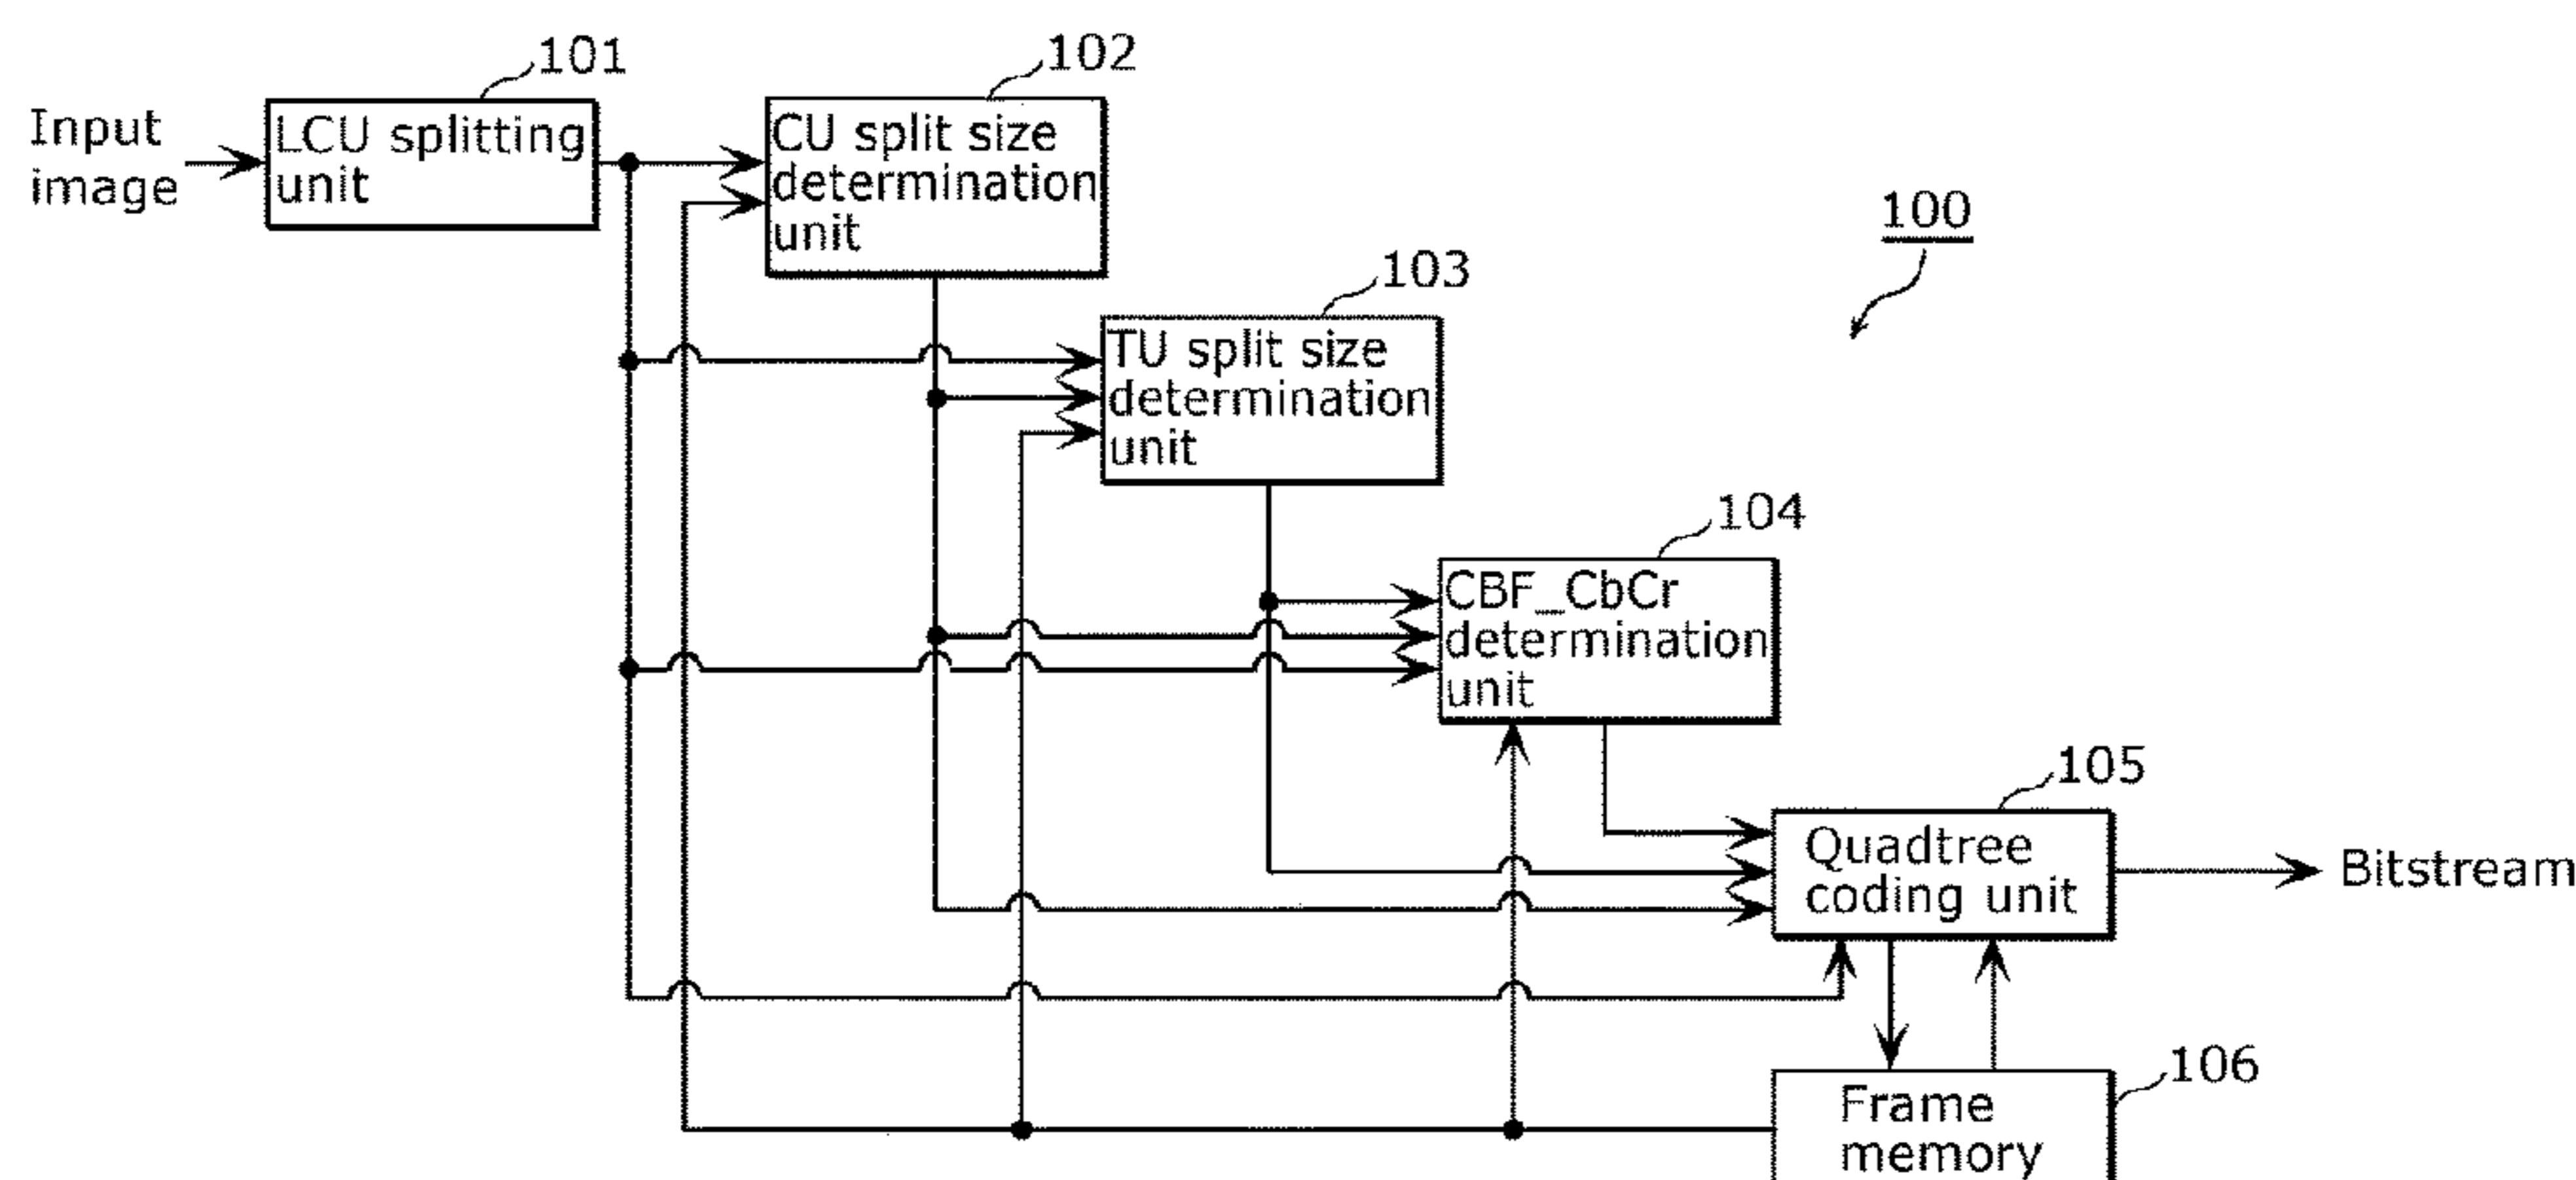 101
102
Input
image
LCU splitting
unit
CU split size
determination
unit
100
103
TU split size
determination
unit
104
CBF_CbCr
determination
unit
105
Quadtree
coding unit
Bitstream
106
Frame
memory